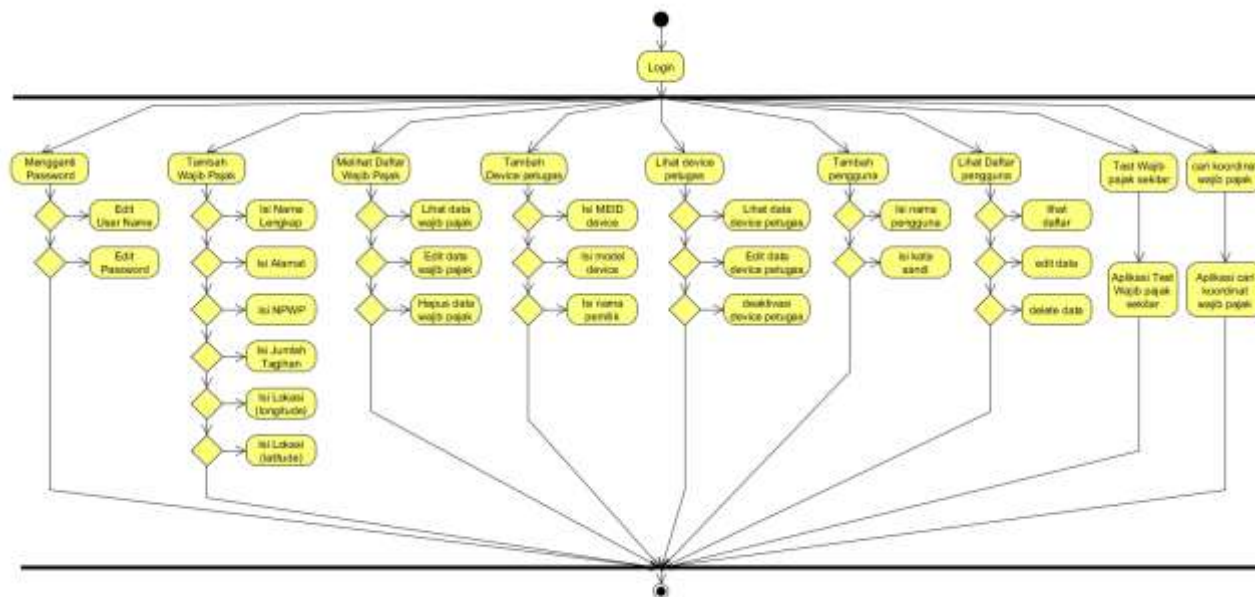 Login
Mengganti
Password
Tambah
Wajib Pajak
Melihat Daftar
Wajib Pajak
Tambah
Device petugas
Lihat device
petugas
Tambah
pengguna
Lihat Daftar
pengguna
Test Wajib
pajak sekitar
cari koordinat
wajib pajak
Edit
User Name
Edit
Password
Isi Nama
Lengkap
Isi Alamat
isi NPWP
Isi Jumlah
Tagihan
Isi Lokasi
(longitude)
Isi Lokasi
(latitude)
Lihat data
wajib pajak
Edit data
wajib pajak
Hapus data
wajib pajak
Isi MEID
device
Isi model
device
Isi nama
pemilik
Lihat data
device petugas
Edit data
device petugas
deaktivasi
device petugas
isi nama
pengguna
isi kata
sandi
lihat
daftar
edit data
delete data
Aplikasi Test
Wajib pajak
sekitar
Aplikasi cari
koordinat
wajib pajak